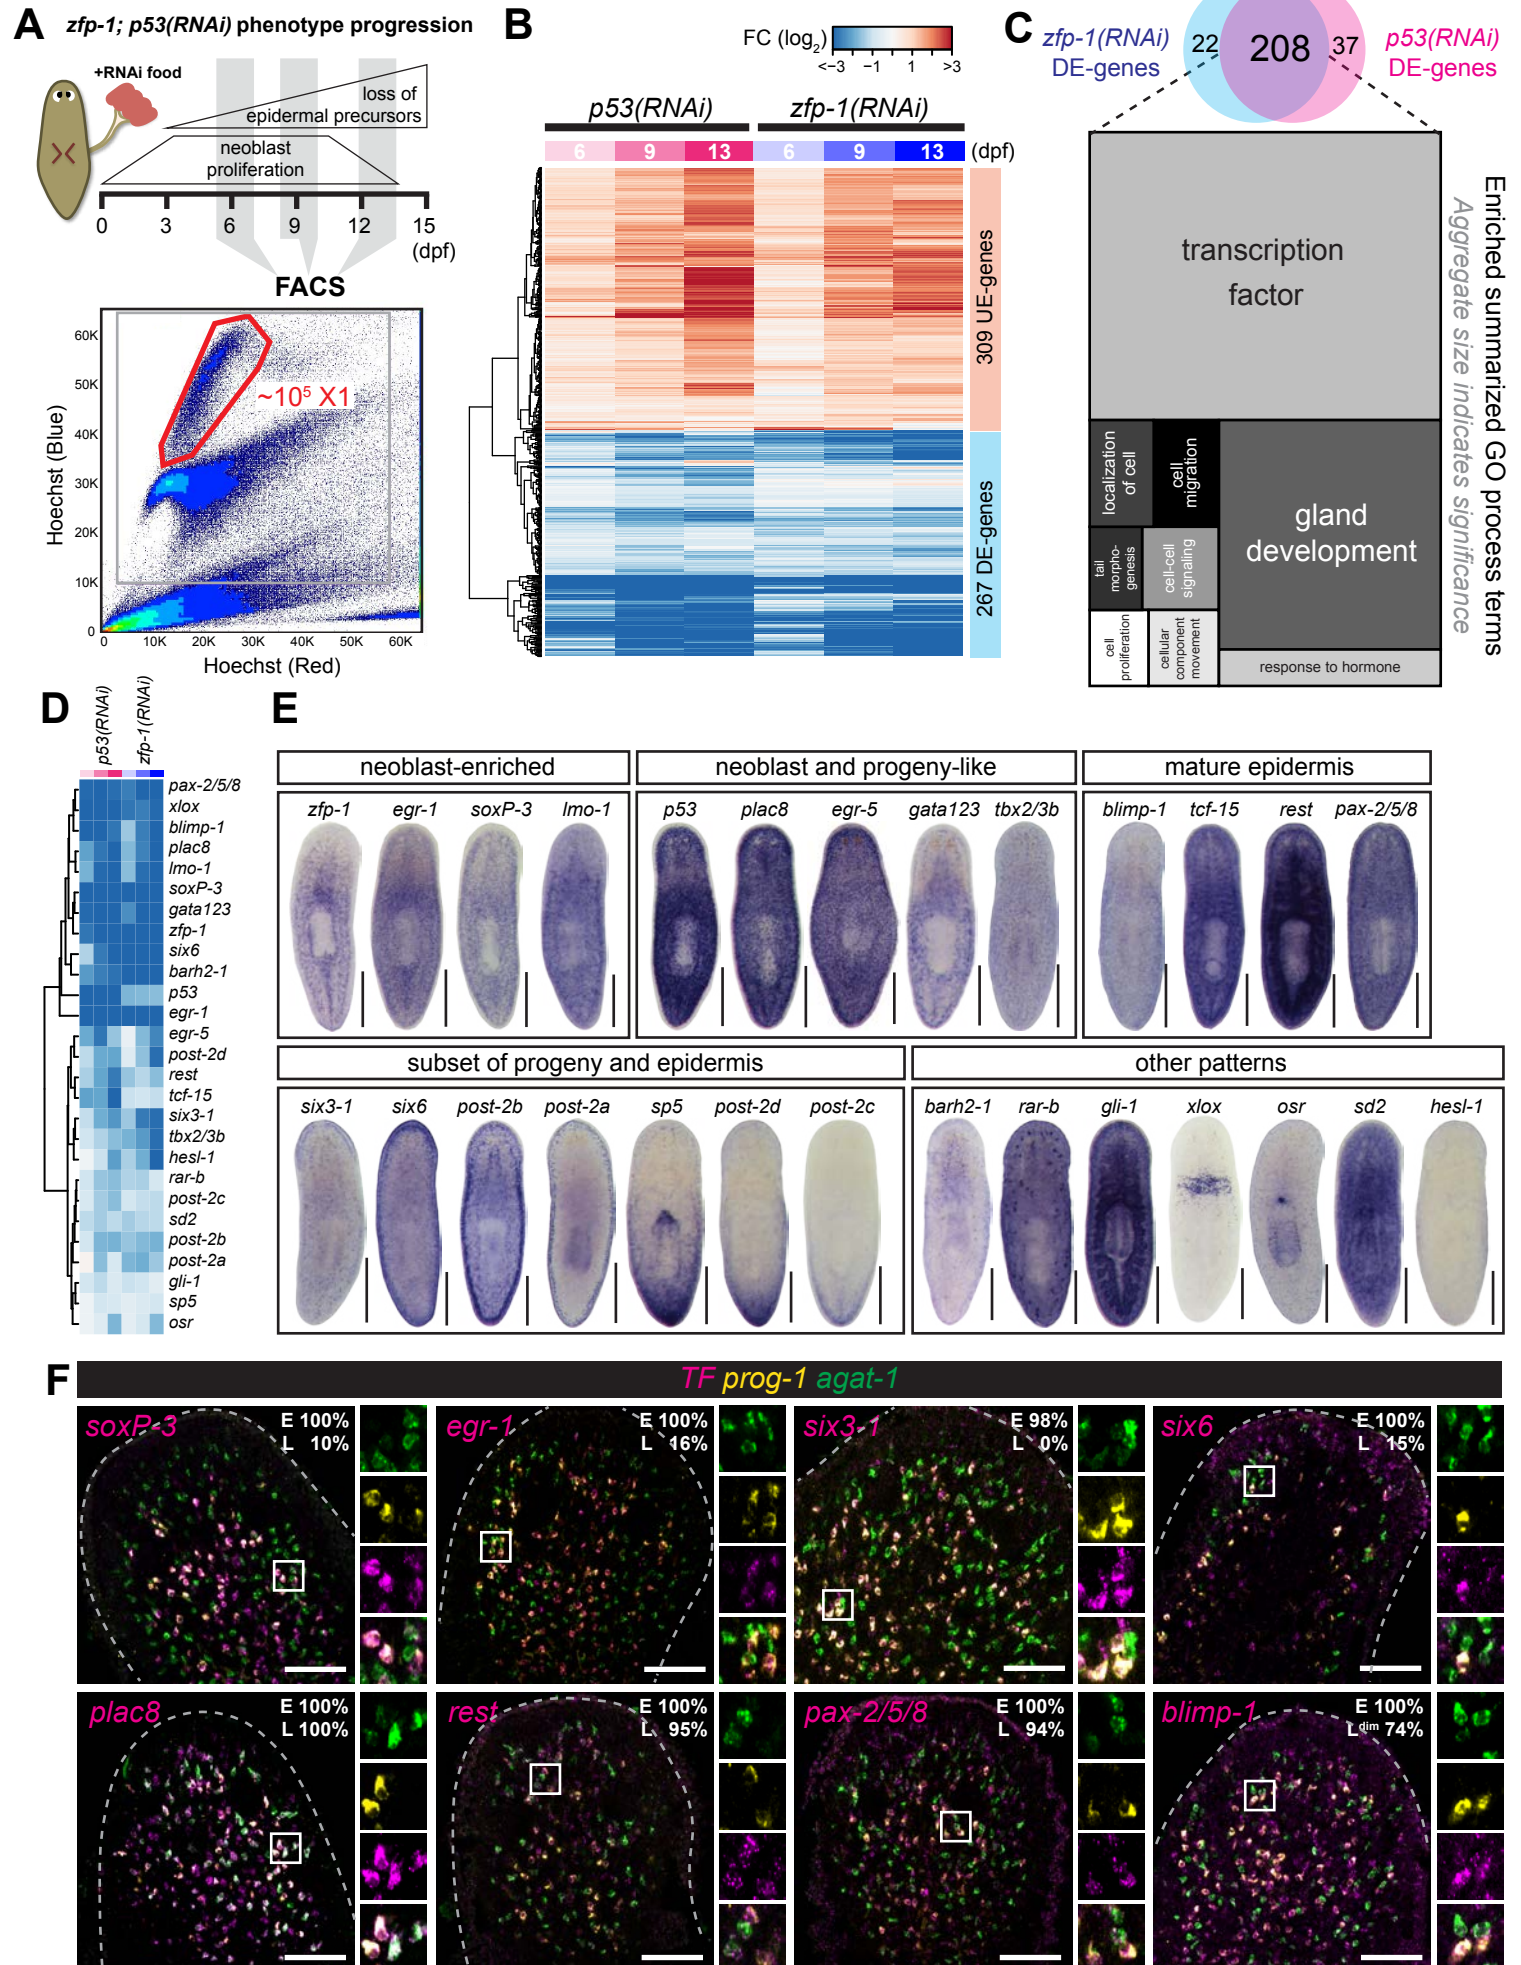 A
zfp-1; p53(RNAi) phenotype progression
+RNAi food
loss of
epidermal precursors
neoblast
proliferation
0 3 6 9 12 15
(dpf)
FACS
Hoechst (Blue)
60K
50K
40K
30K
20K
10K
0
~10⁵ X1
0 10K 20K 30K 40K 50K 60K
Hoechst (Red)
B
FC (log₂)
<−3 −1 1 >3
p53(RNAi) zfp-1(RNAi)
6 9 13 6 9 13 (dpf)
309 UE-genes
267 DE-genes
C
zfp-1(RNAi)
DE-genes
22 208 37
p53(RNAi)
DE-genes
transcription
factor
localization
of cell
cell
migration
tail
morpho-
genesis
cell-cell
signaling
cell
proliferation
cellular
component
movement
gland
development
response to hormone
Enriched summarized GO process terms
Aggregate size indicates significance
D
p53(RNAi)
zfp-1(RNAi)
pax-2/5/8
xlox
blimp-1
plac8
lmo-1
soxP-3
gata123
zfp-1
six6
barh2-1
p53
egr-1
egr-5
post-2d
rest
tcf-15
six3-1
tbx2/3b
hesl-1
rar-b
post-2c
sd2
post-2b
post-2a
gli-1
sp5
osr
E
neoblast-enriched
zfp-1 egr-1 soxP-3 lmo-1
neoblast and progeny-like
p53 plac8 egr-5 gata123 tbx2/3b
mature epidermis
blimp-1 tcf-15 rest pax-2/5/8
subset of progeny and epidermis
six3-1 six6 post-2b post-2a sp5 post-2d post-2c
other patterns
barh2-1 rar-b gli-1 xlox osr sd2 hesl-1
F
TF prog-1 agat-1
soxP-3
E 100%
L 10%
egr-1
E 100%
L 16%
six3-1
E 98%
L 0%
six6
E 100%
L 15%
plac8
E 100%
L 100%
rest
E 100%
L 95%
pax-2/5/8
E 100%
L 94%
blimp-1
E 100%
L dim 74%